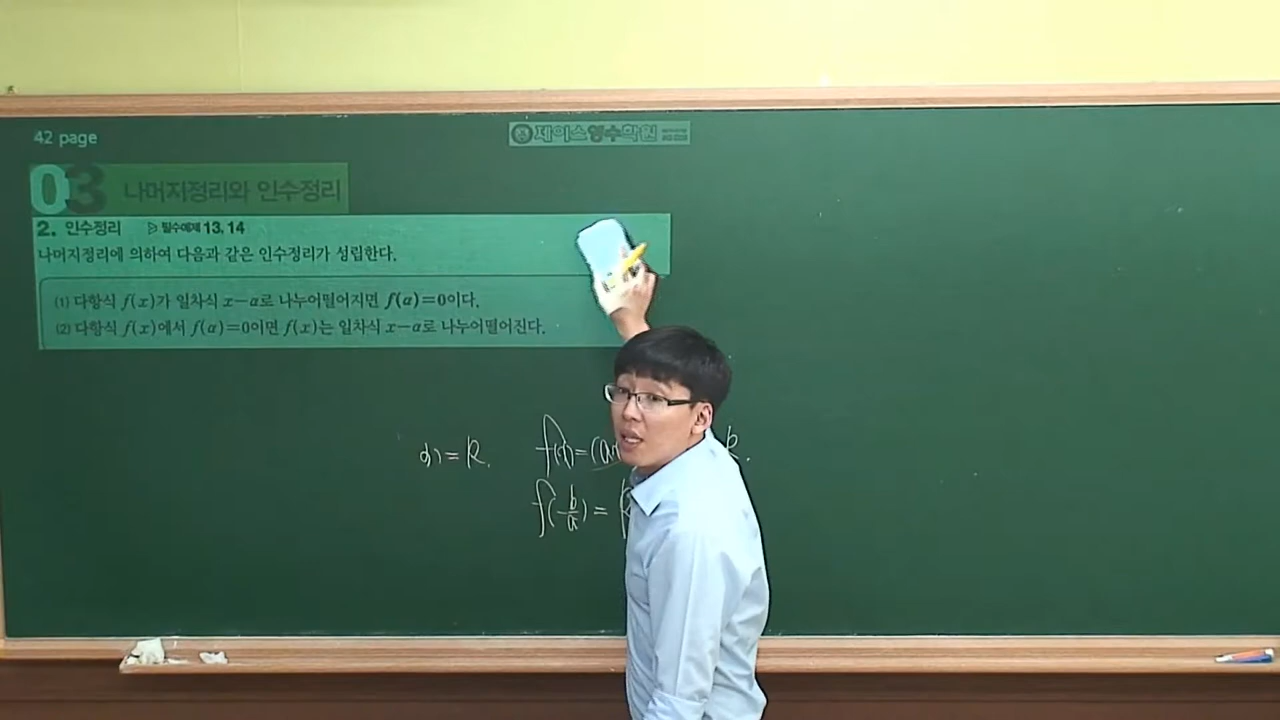 42 page
제이스영수학원
03 나머지정리와 인수정리
2. 인수정리 ▷ 필수예제 13, 14
나머지정리에 의하여 다음과 같은 인수정리가 성립한다.
(1) 다항식 f(x)가 일차식 x-α로 나누어떨어지면 f(α)=0이다.
(2) 다항식 f(x)에서 f(α)=0이면 f(x)는 일차식 x-α로 나누어떨어진다.
α) = R.
R.
f(-b/a) =